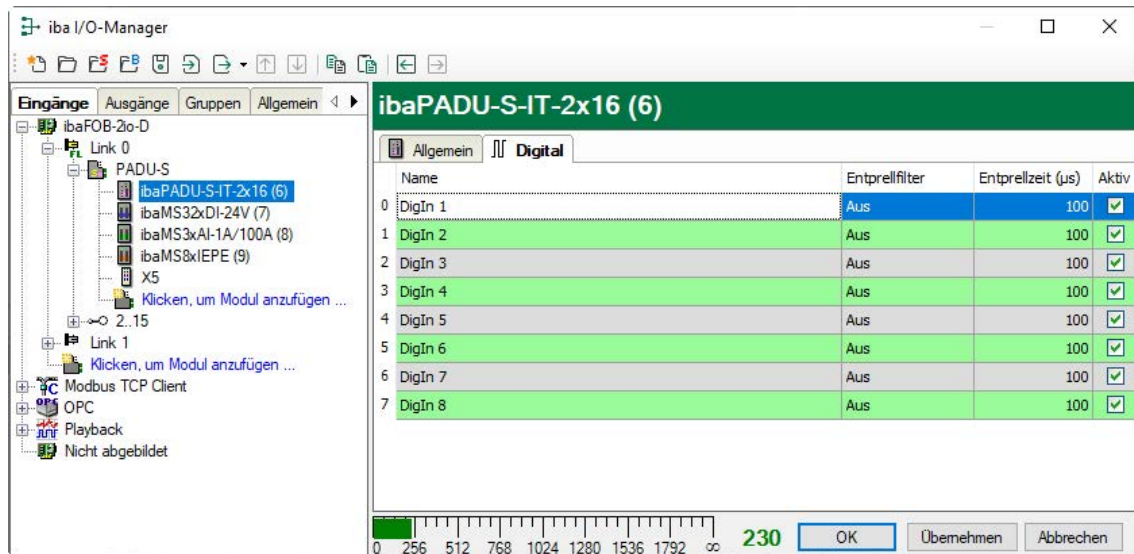 iba I/O-Manager
Eingänge Ausgänge Gruppen Allgemein
ibaFOB-2io-D
Link 0
PADU-S
ibaPADU-S-IT-2x16 (6)
ibaMS32xDI-24V (7)
ibaMS3xAI-1A/100A (8)
ibaMS8xIEPE (9)
X5
Klicken, um Modul anzufügen ...
2..15
Link 1
Klicken, um Modul anzufügen ...
Modbus TCP Client
OPC
Playback
Nicht abgebildet
ibaPADU-S-IT-2x16 (6)
Allgemein Digital
Name Entprellfilter Entprellzeit (µs) Aktiv
0 DigIn 1 Aus 100
1 DigIn 2 Aus 100
2 DigIn 3 Aus 100
3 DigIn 4 Aus 100
4 DigIn 5 Aus 100
5 DigIn 6 Aus 100
6 DigIn 7 Aus 100
7 DigIn 8 Aus 100
0 256 512 768 1024 1280 1536 1792 ∞ 230 OK Übernehmen Abbrechen